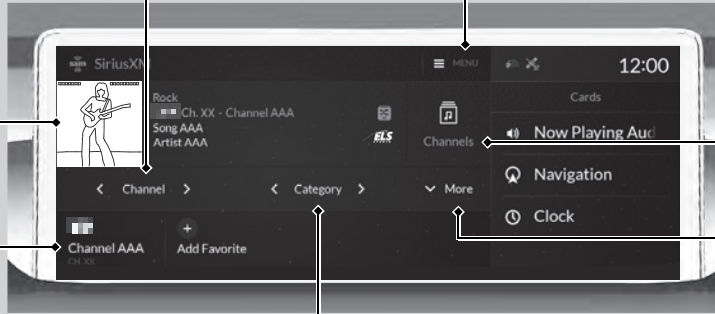 SiriusXM
MENU
12:00
Rock
Ch. XX - Channel AAA
Song AAA
Artist AAA
ELS
Channels
Cards
Now Playing Aud
Navigation
Clock
Channel
Category
More
Channel AAA
CH XX
Add Favorite